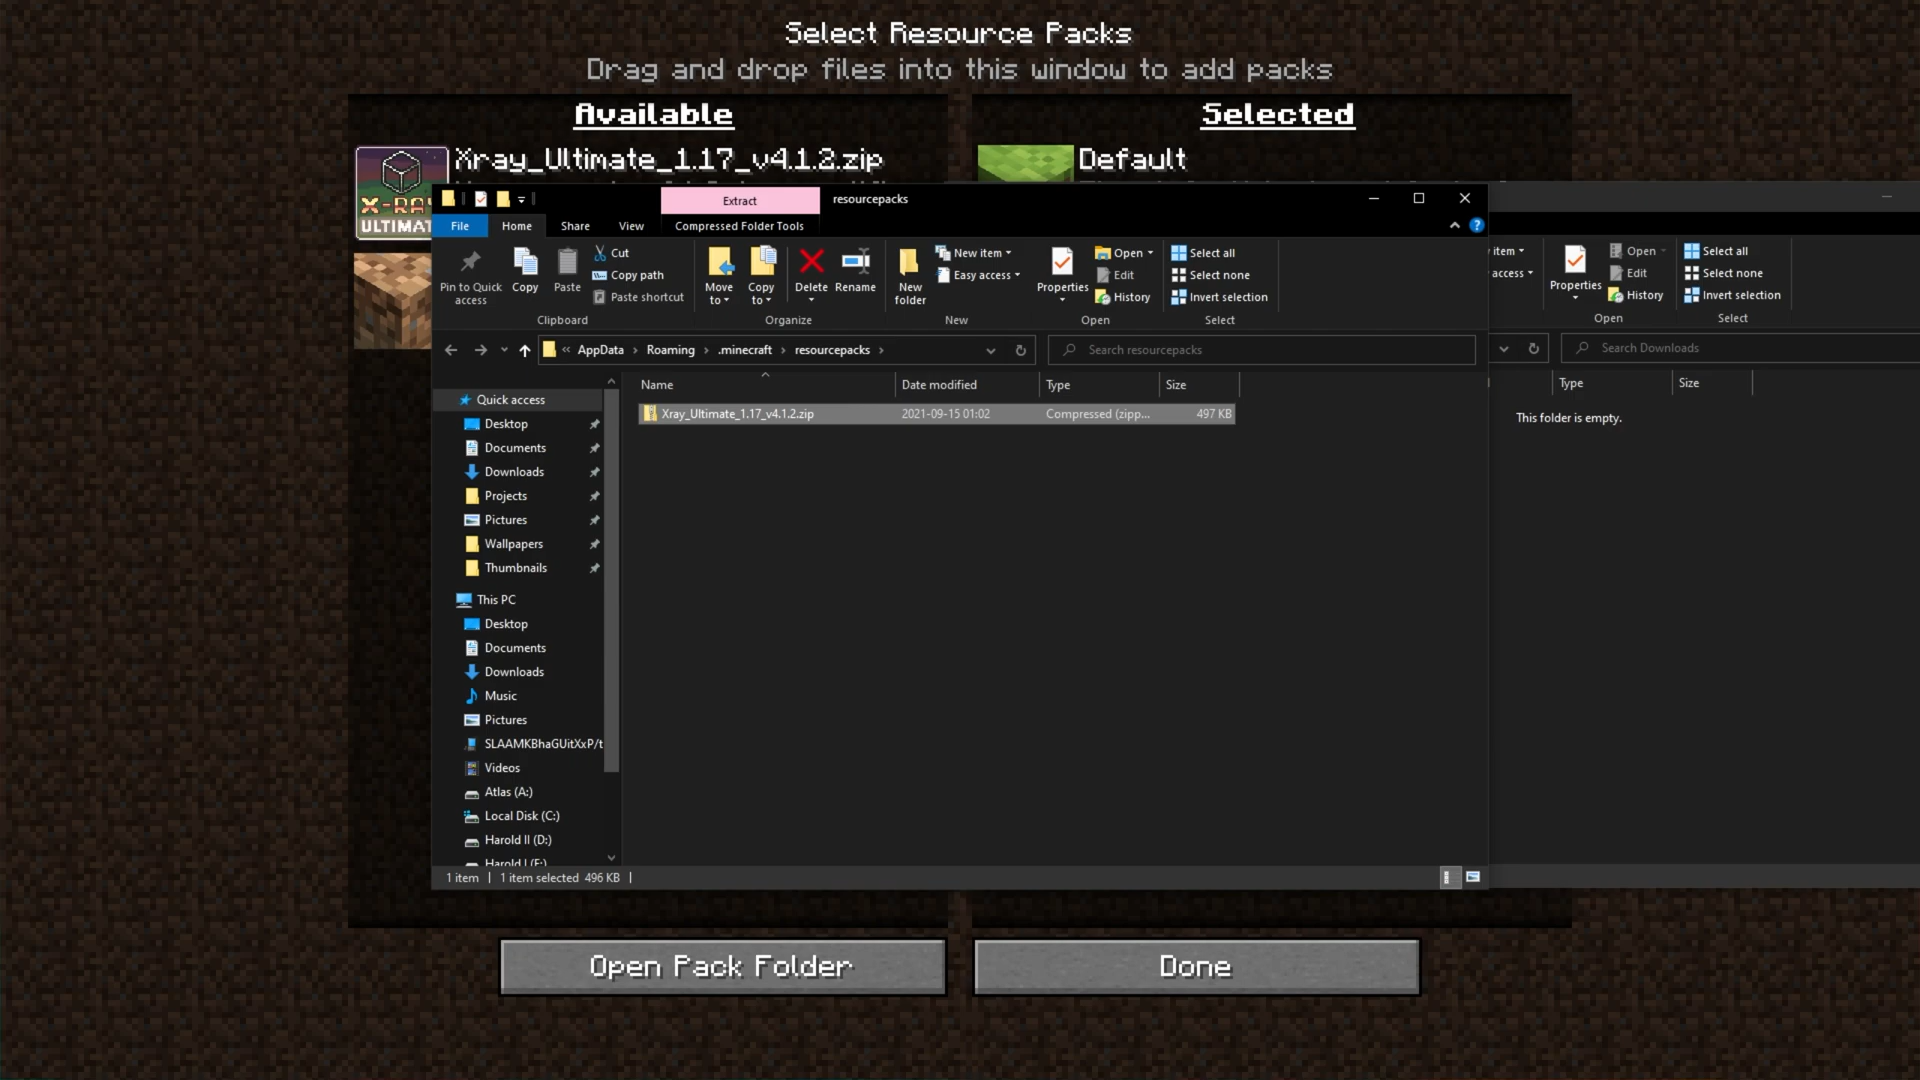 Select Resource Packs
Drag and drop files into this window to add packs
Available
Selected
Xray_Ultimate_1.17_v4.1.2.zip
Default
X-RAY
ULTIMAT
Extract
resourcepacks
File
Home
Share
View
Compressed Folder Tools
Pin to Quick access
Copy
Paste
Cut
Copy path
Paste shortcut
Move to
Copy to
Delete
Rename
New folder
New item
Easy access
Properties
Open
Edit
History
Select all
Select none
Invert selection
Clipboard
Organize
New
Open
Select
item
access
Properties
Open
Edit
History
Select all
Select none
Invert selection
Open
Select
« AppData › Roaming › .minecraft › resourcepacks ›
Search resourcepacks
Search Downloads
Name
Date modified
Type
Size
Type
Size
Xray_Ultimate_1.17_v4.1.2.zip
2021-09-15 01:02
Compressed (zipp...
497 KB
This folder is empty.
Quick access
Desktop
Documents
Downloads
Projects
Pictures
Wallpapers
Thumbnails
This PC
Desktop
Documents
Downloads
Music
Pictures
SLAAMKBhaGUitXxP/t
Videos
Atlas (A:)
Local Disk (C:)
Harold II (D:)
Harold I (E:)
1 item
1 item selected 496 KB
Open Pack Folder
Done